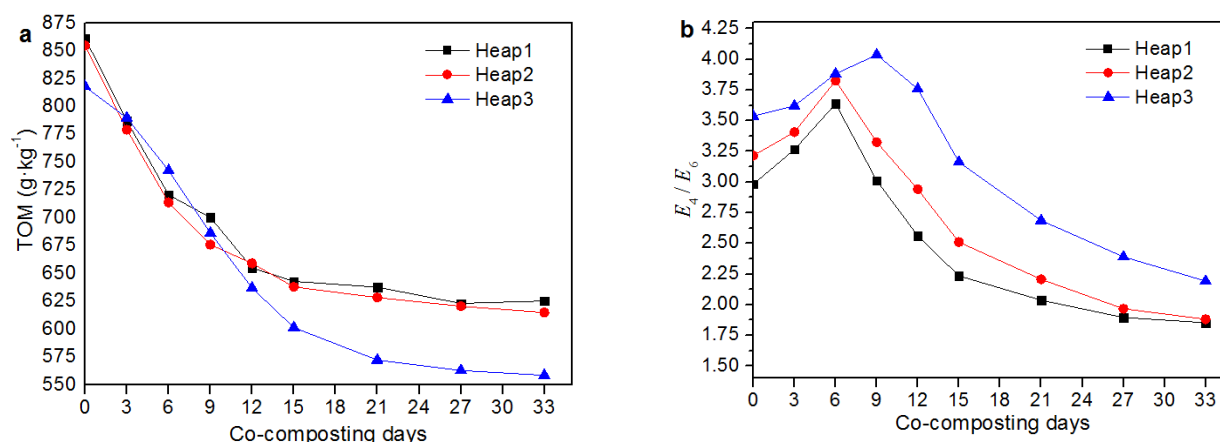 a
875
850
825
800
775
750
725
700
675
650
625
600
575
550
TOM (g·kg⁻¹)
Heap1
Heap2
Heap3
0 3 6 9 12 15 18 21 24 27 30 33
Co-composting days
b
4.25
4.00
3.75
3.50
3.25
3.00
2.75
2.50
2.25
2.00
1.75
1.50
E₄/E₆
Heap1
Heap2
Heap3
0 3 6 9 12 15 18 21 24 27 30 33
Co-composting days